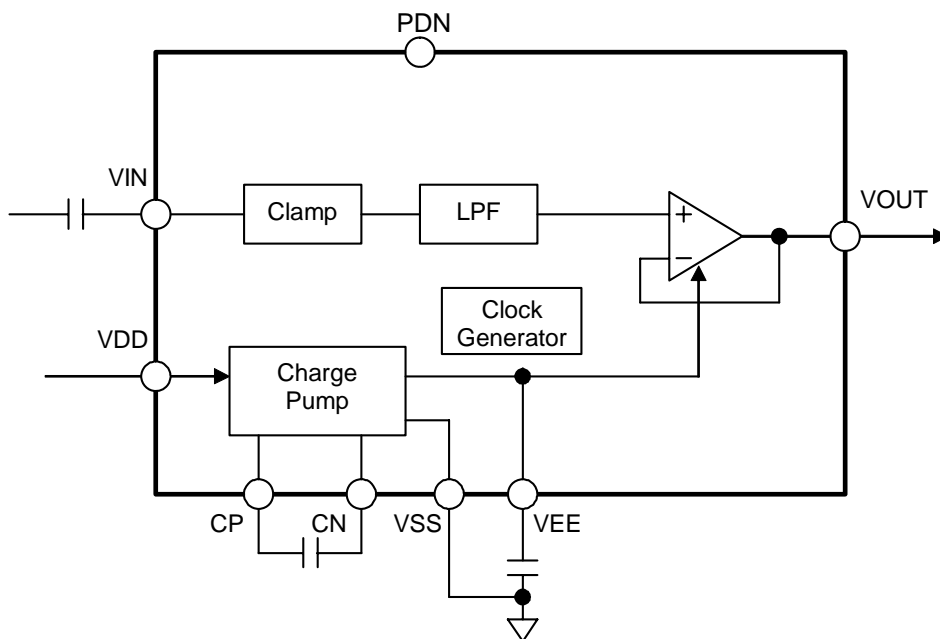 PDN
VIN
Clamp
LPF
+
−
VOUT
VDD
Clock
Generator
Charge
Pump
CP
CN
VSS
VEE